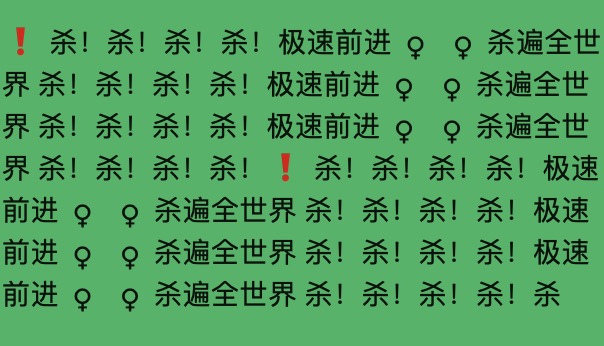 ❗ 杀！杀！杀！杀！极速前进 ♀ ♀ 杀遍全世
界 杀！杀！杀！杀！极速前进 ♀ ♀ 杀遍全世
界 杀！杀！杀！杀！极速前进 ♀ ♀ 杀遍全世
界 杀！杀！杀！杀！❗ 杀！杀！杀！杀！极速
前进 ♀ ♀ 杀遍全世界 杀！杀！杀！杀！极速
前进 ♀ ♀ 杀遍全世界 杀！杀！杀！杀！极速
前进 ♀ ♀ 杀遍全世界 杀！杀！杀！杀！杀